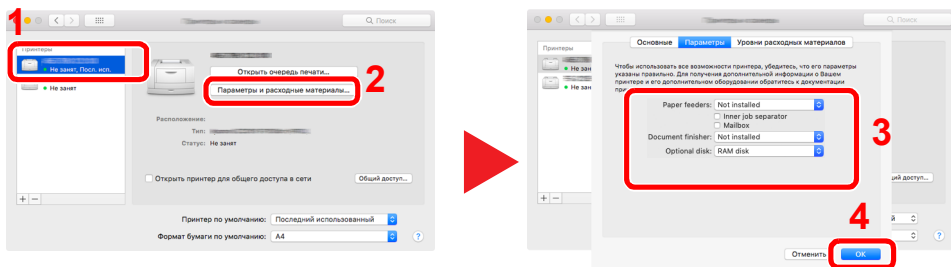 1
Поиск
Принтеры
Не занят, Посл. исп.
Не занят
Открыть очередь печати...
Параметры и расходные материалы...
2
Расположение:
Тип:
Статус: Не занят
Открыть принтер для общего доступа в сети
Общий доступ...
+ −
Принтер по умолчанию: Последний использованный
Формат бумаги по умолчанию: A4
?
Поиск
Принтеры
Не зан
Не зан
Основные Параметры Уровни расходных материалов
Чтобы использовать все возможности принтера, убедитесь, что его параметры
указаны правильно. Для получения дополнительной информации о Вашем
принтере и его дополнительном оборудовании обратитесь к документации
Paper feeders: Not installed
Inner job separator
Mailbox
Document finisher: Not installed
Optional disk: RAM disk
3
ий доступ...
+ −
4
й
?
Отменить
OK